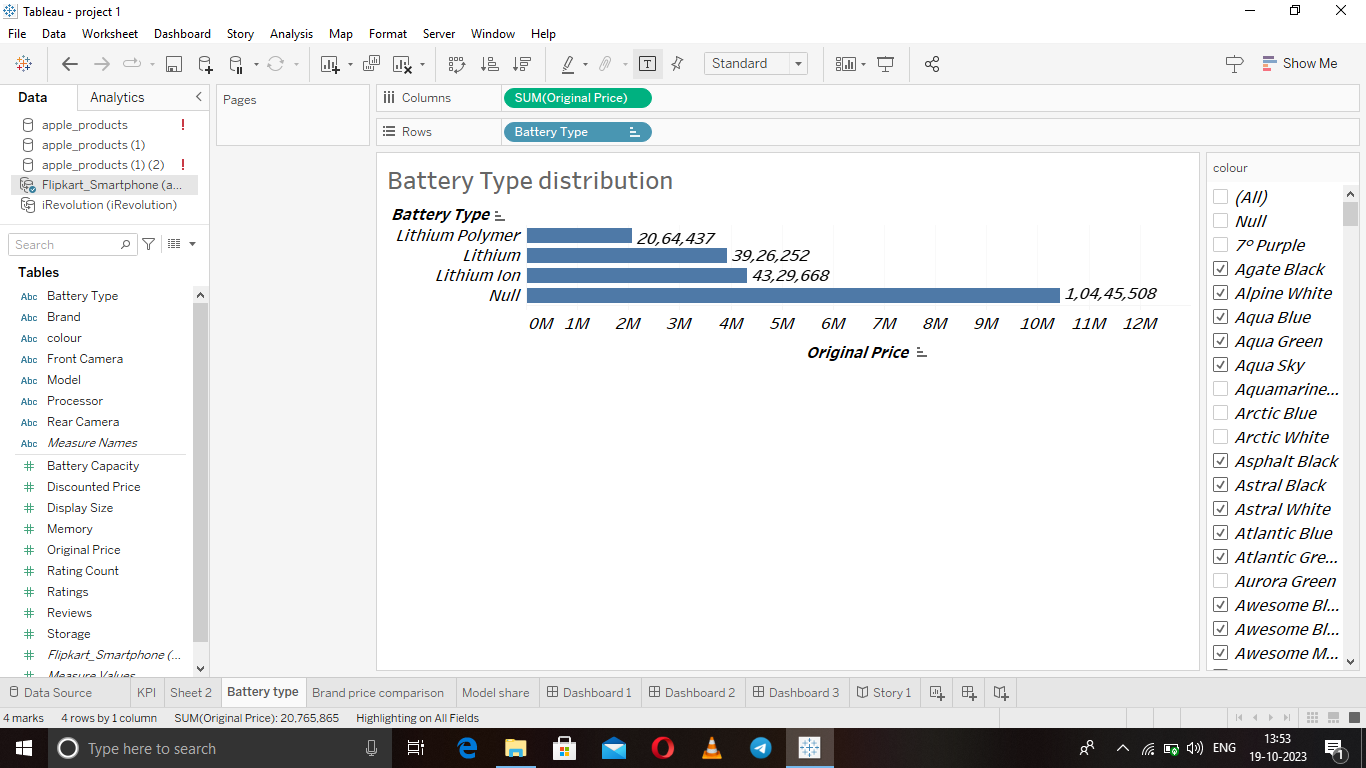 Tableau - project 1
File Data Worksheet Dashboard Story Analysis Map Format Server Window Help
Standard
Show Me
Data Analytics
Pages
Columns SUM(Original Price)
Rows Battery Type
apple_products
apple_products (1)
apple_products (1) (2)
Flipkart_Smartphone (a...
iRevolution (iRevolution)
Search
Tables
Abc Battery Type
Abc Brand
Abc colour
Abc Front Camera
Abc Model
Abc Processor
Abc Rear Camera
Abc Measure Names
# Battery Capacity
# Discounted Price
# Display Size
# Memory
# Original Price
# Rating Count
# Ratings
# Reviews
# Storage
# Flipkart_Smartphone (...
# Measure Values
Battery Type distribution
Battery Type
Lithium Polymer 20,64,437
Lithium 39,26,252
Lithium Ion 43,29,668
Null 1,04,45,508
0M 1M 2M 3M 4M 5M 6M 7M 8M 9M 10M 11M 12M
Original Price
colour
(All)
Null
7° Purple
Agate Black
Alpine White
Aqua Blue
Aqua Green
Aqua Sky
Aquamarine...
Arctic Blue
Arctic White
Asphalt Black
Astral Black
Astral White
Atlantic Blue
Atlantic Gre...
Aurora Green
Awesome Bl...
Awesome Bl...
Awesome M...
Data Source KPI Sheet 2 Battery type Brand price comparison Model share Dashboard 1 Dashboard 2 Dashboard 3 Story 1
4 marks 4 rows by 1 column SUM(Original Price): 20,765,865 Highlighting on All Fields
Type here to search
ENG
13:53
19-10-2023
1